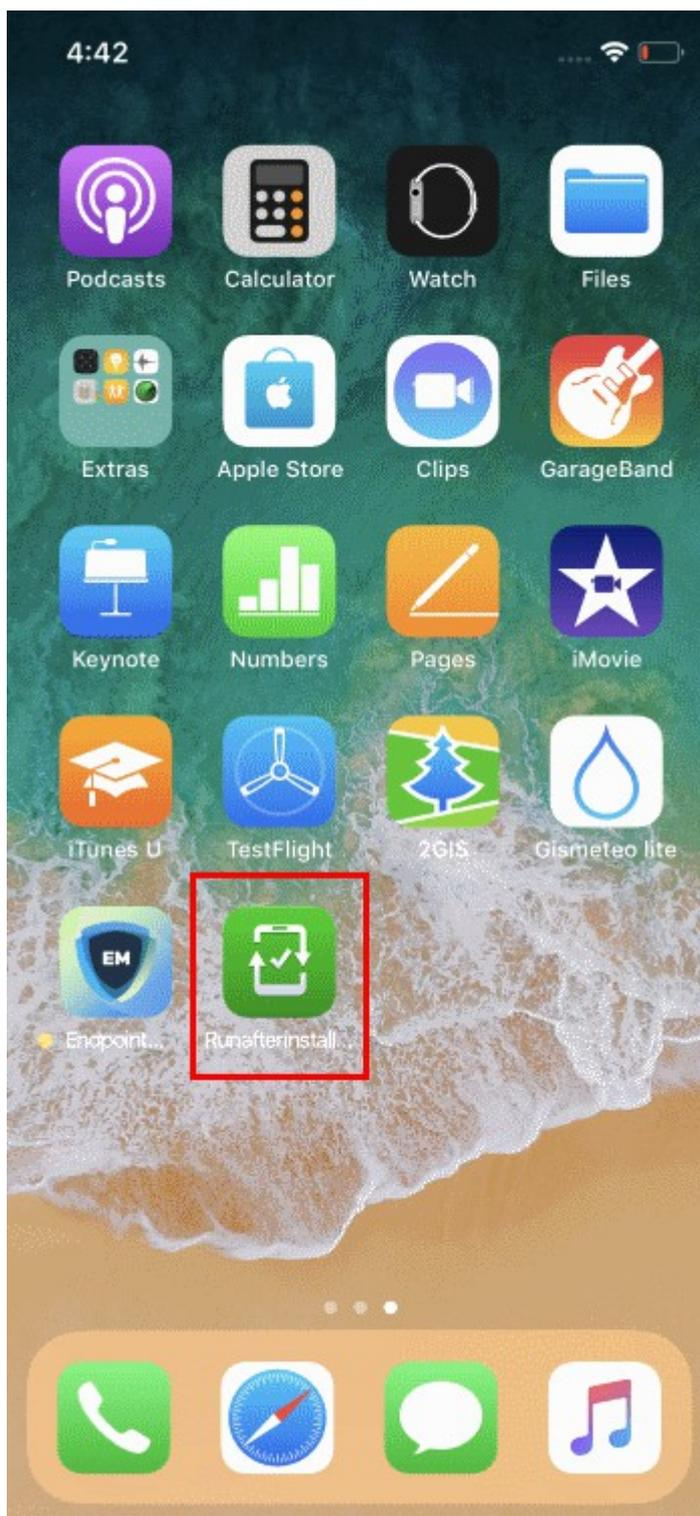 4:42
Podcasts Calculator Watch Files
Extras Apple Store Clips GarageBand
Keynote Numbers Pages iMovie
iTunes U TestFlight 2GIS Gismeteo lite
EM
Endpoint... Runafterinstall...